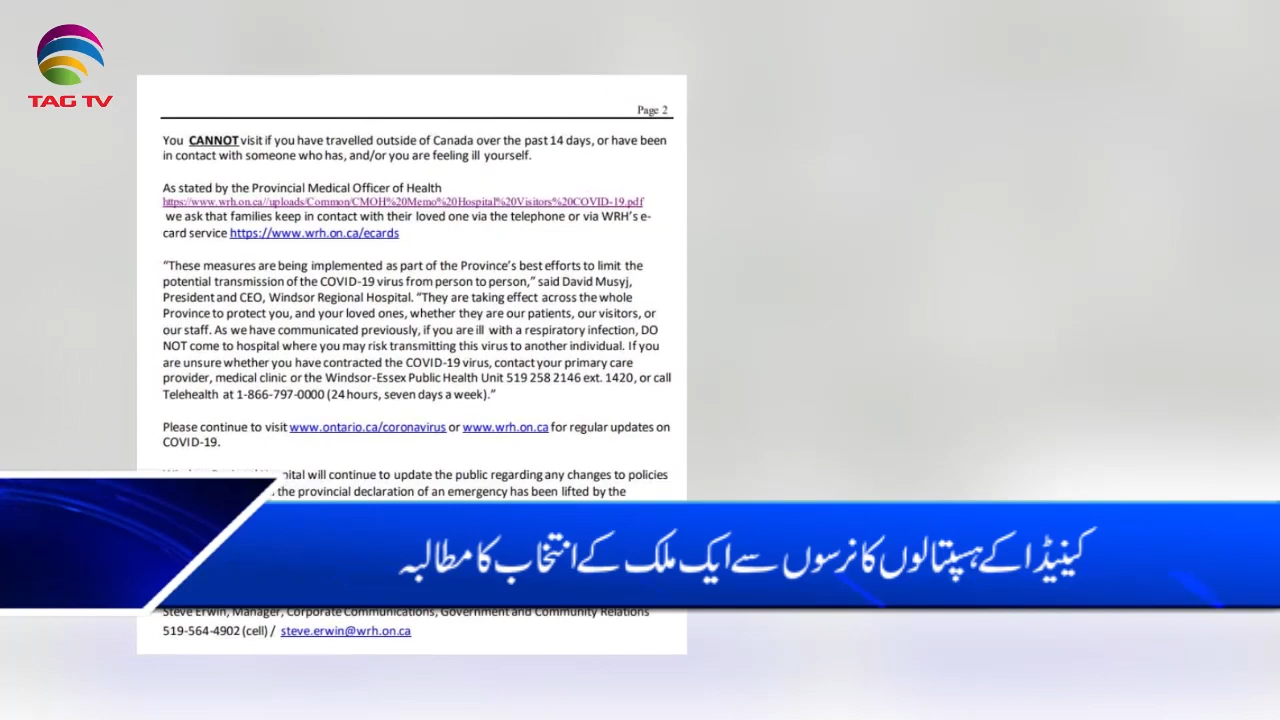 TAG TV
Page 2
You CANNOT visit if you have travelled outside of Canada over the past 14 days, or have been
in contact with someone who has, and/or you are feeling ill yourself.
As stated by the Provincial Medical Officer of Health
https://www.wrh.on.ca//uploads/Common/CMOH%20Memo%20Hospital%20Visitors%20COVID-19.pdf
we ask that families keep in contact with their loved one via the telephone or via WRH's e-
card service https://www.wrh.on.ca/ecards
“These measures are being implemented as part of the Province’s best efforts to limit the
potential transmission of the COVID-19 virus from person to person,” said David Musyj,
President and CEO, Windsor Regional Hospital. “They are taking effect across the whole
Province to protect you, and your loved ones, whether they are our patients, our visitors, or
our staff. As we have communicated previously, if you are ill with a respiratory infection, DO
NOT come to hospital where you may risk transmitting this virus to another individual. If you
are unsure whether you have contracted the COVID-19 virus, contact your primary care
provider, medical clinic or the Windsor-Essex Public Health Unit 519 258 2146 ext. 1420, or call
Telehealth at 1-866-797-0000 (24 hours, seven days a week).”
Please continue to visit www.ontario.ca/coronavirus or www.wrh.on.ca for regular updates on
COVID-19.
will continue to update the public regarding any changes to policies
the provincial declaration of an emergency has been lifted by the
کینیڈا کے ہسپتالوں کا نرسوں سے ایک ملک کے انتخاب کا مطالبہ
Steve Erwin, Manager, Corporate Communications, Government and Community Relations
519-564-4902 (cell) / steve.erwin@wrh.on.ca